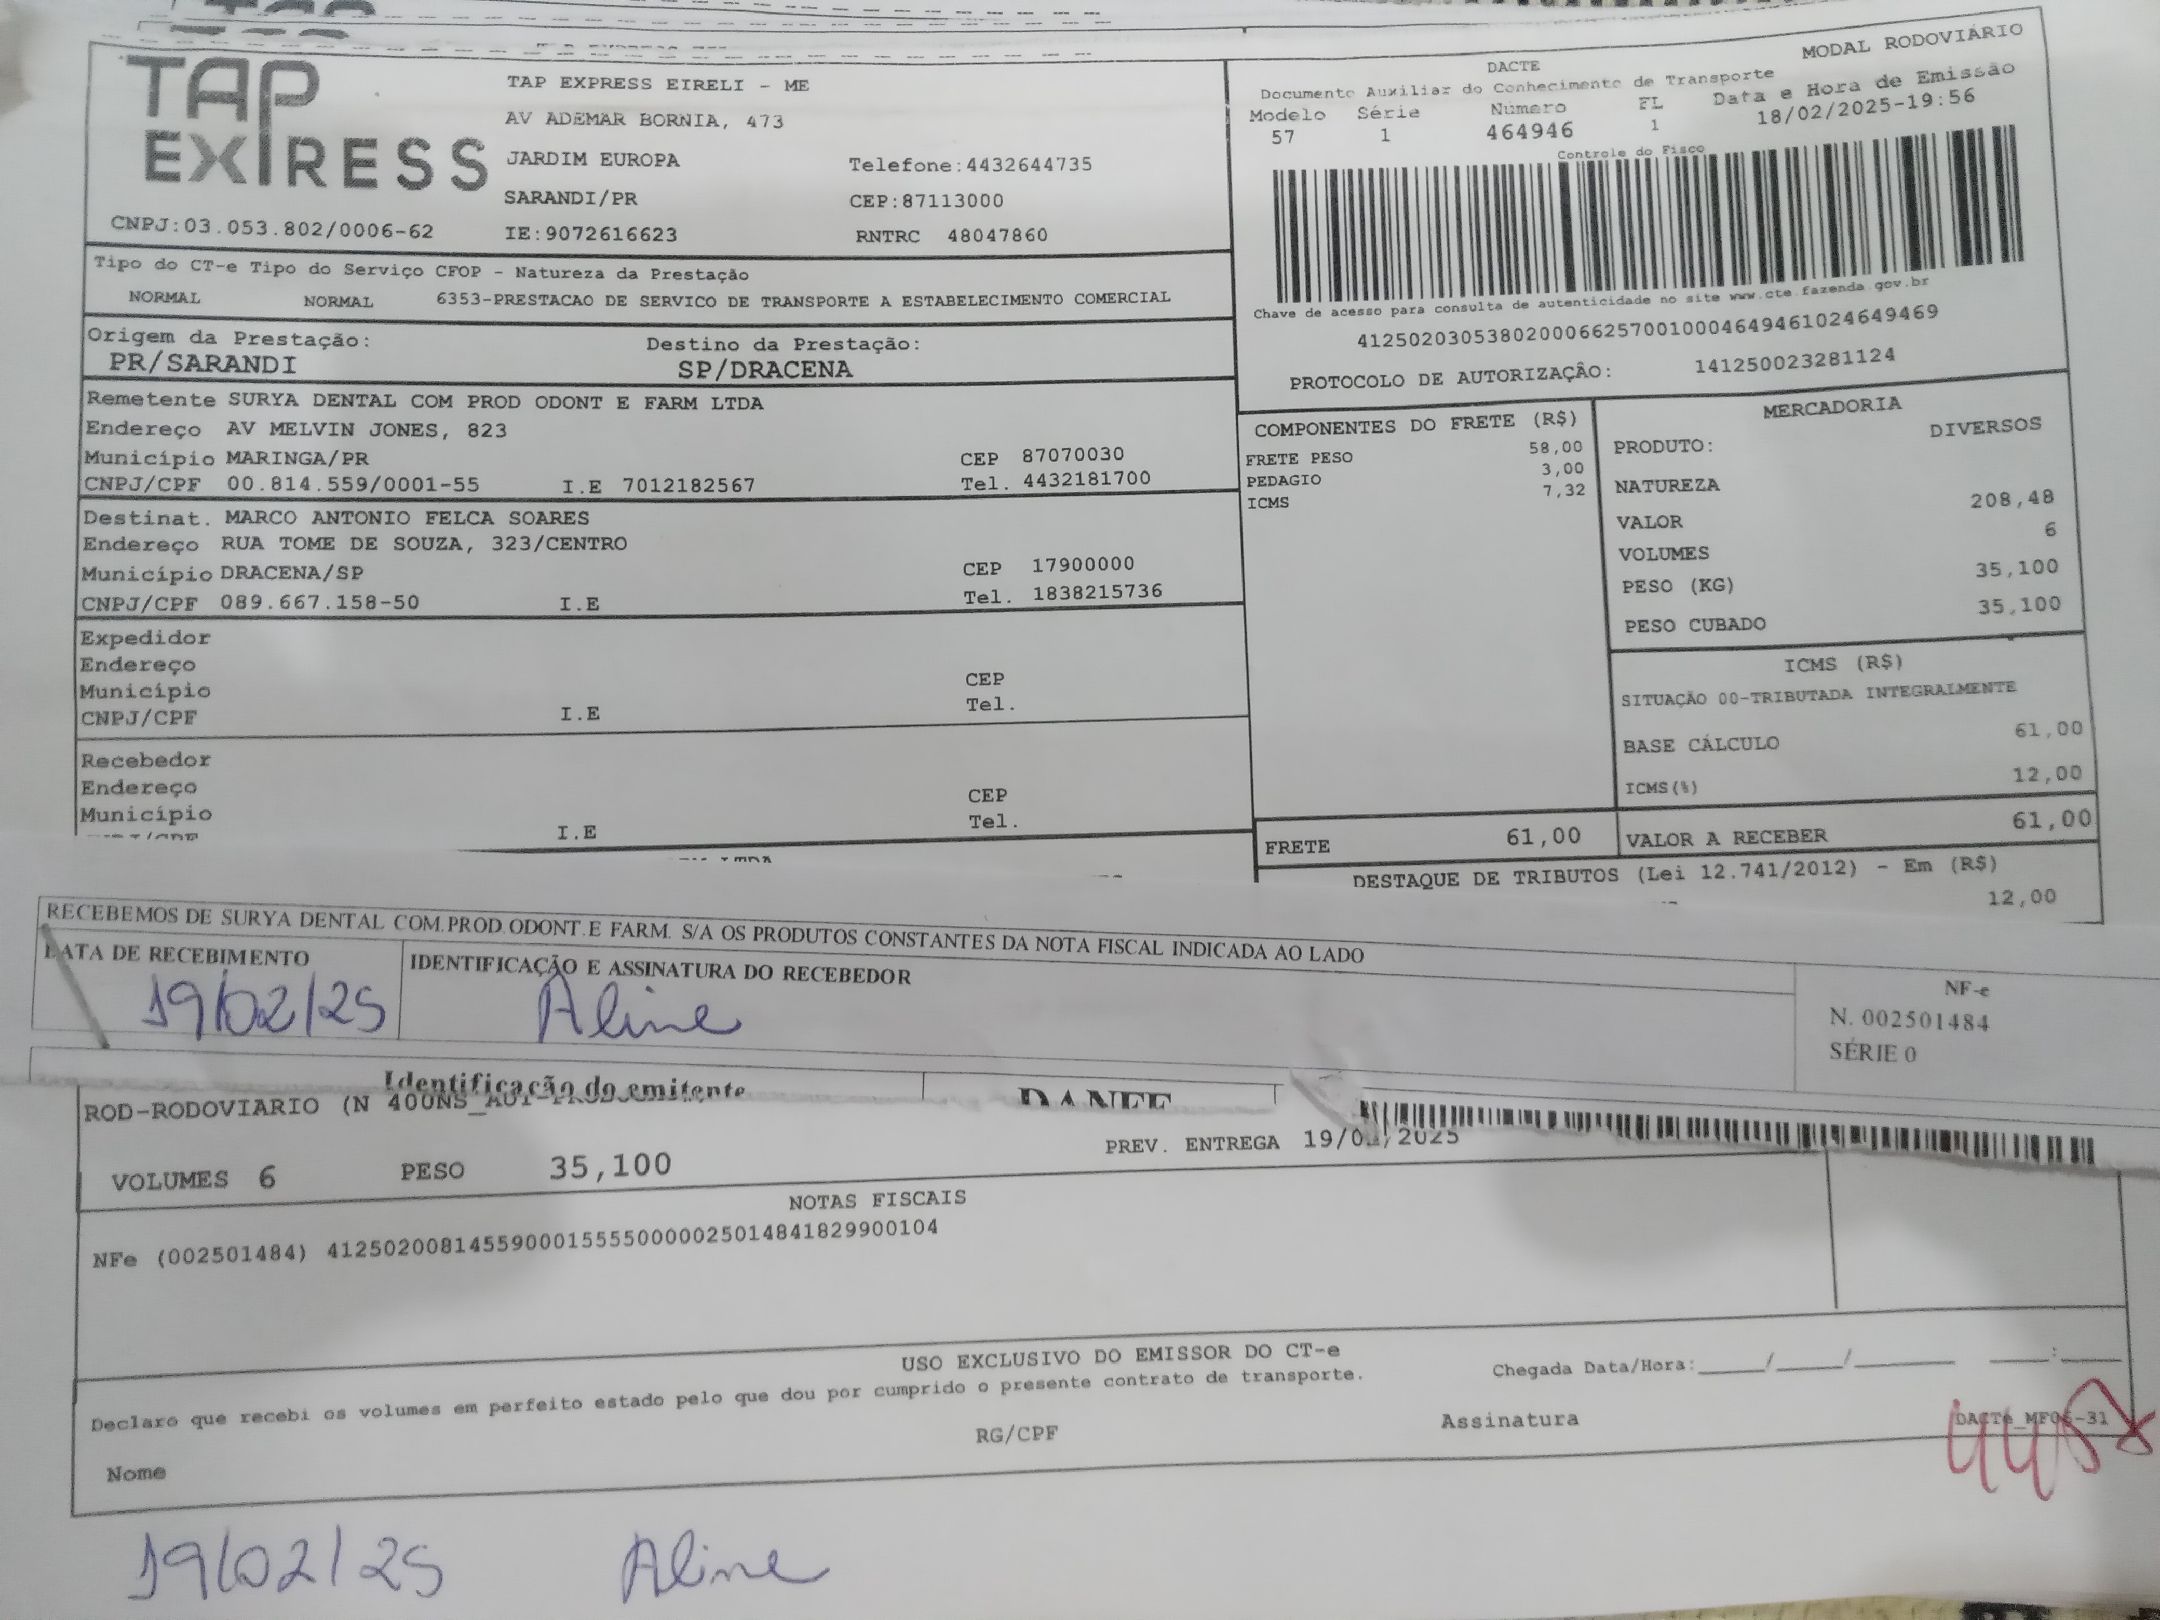 TAP EXPRESS
TAP EXPRESS EIRELI - ME
AV ADEMAR BORNIA, 473
JARDIM EUROPA Telefone:4432644735
SARANDI/PR CEP:87113000
CNPJ:03.053.802/0006-62 IE:9072616623 RNTRC 48047860
DACTE MODAL RODOVIÁRIO
Documento Auxiliar do Conhecimento de Transporte
Modelo Série Número FL Data e Hora de Emissão
57 1 464946 1 18/02/2025-19:56
Controle do Fisco
Chave de acesso para consulta de autenticidade no site www.cte.fazenda.gov.br
41250203053802000662570010004649461024649469
PROTOCOLO DE AUTORIZAÇÃO: 141250023281124
Tipo do CT-e Tipo do Serviço CFOP - Natureza da Prestação
NORMAL NORMAL 6353-PRESTACAO DE SERVICO DE TRANSPORTE A ESTABELECIMENTO COMERCIAL
Origem da Prestação: Destino da Prestação:
PR/SARANDI SP/DRACENA
Remetente SURYA DENTAL COM PROD ODONT E FARM LTDA
Endereço AV MELVIN JONES, 823
Município MARINGA/PR CEP 87070030
CNPJ/CPF 00.814.559/0001-55 I.E 7012182567 Tel. 4432181700
Destinat. MARCO ANTONIO FELCA SOARES
Endereço RUA TOME DE SOUZA, 323/CENTRO
Município DRACENA/SP CEP 17900000
CNPJ/CPF 089.667.158-50 I.E Tel. 1838215736
Expedidor
Endereço
Município CEP
CNPJ/CPF I.E Tel.
Recebedor
Endereço
Município CEP
I.E Tel.
COMPONENTES DO FRETE (R$)
FRETE PESO 58,00
PEDAGIO 3,00
ICMS 7,32
MERCADORIA
PRODUTO: DIVERSOS
NATUREZA
VALOR 208,48
VOLUMES 6
PESO (KG) 35,100
PESO CUBADO 35,100
ICMS (R$)
SITUAÇÃO 00-TRIBUTADA INTEGRALMENTE
BASE CÁLCULO 61,00
ICMS(%) 12,00
FRETE 61,00 VALOR A RECEBER 61,00
DESTAQUE DE TRIBUTOS (Lei 12.741/2012) - Em (R$)
12,00
RECEBEMOS DE SURYA DENTAL COM.PROD.ODONT.E FARM. S/A OS PRODUTOS CONSTANTES DA NOTA FISCAL INDICADA AO LADO
DATA DE RECEBIMENTO IDENTIFICAÇÃO E ASSINATURA DO RECEBEDOR
19/02/25 Aline
NF-e
N. 002501484
SÉRIE 0
Identificação do emitente DANFE
ROD-RODOVIARIO (N
PREV. ENTREGA 19/02/2025
VOLUMES 6 PESO 35,100
NOTAS FISCAIS
NFe (002501484) 41250200814559000155550000025014841829900104
USO EXCLUSIVO DO EMISSOR DO CT-e
Chegada Data/Hora:____/____/______ ____:____
Declaro que recebi os volumes em perfeito estado pelo que dou por cumprido o presente contrato de transporte.
Nome RG/CPF Assinatura
19/02/25 Aline